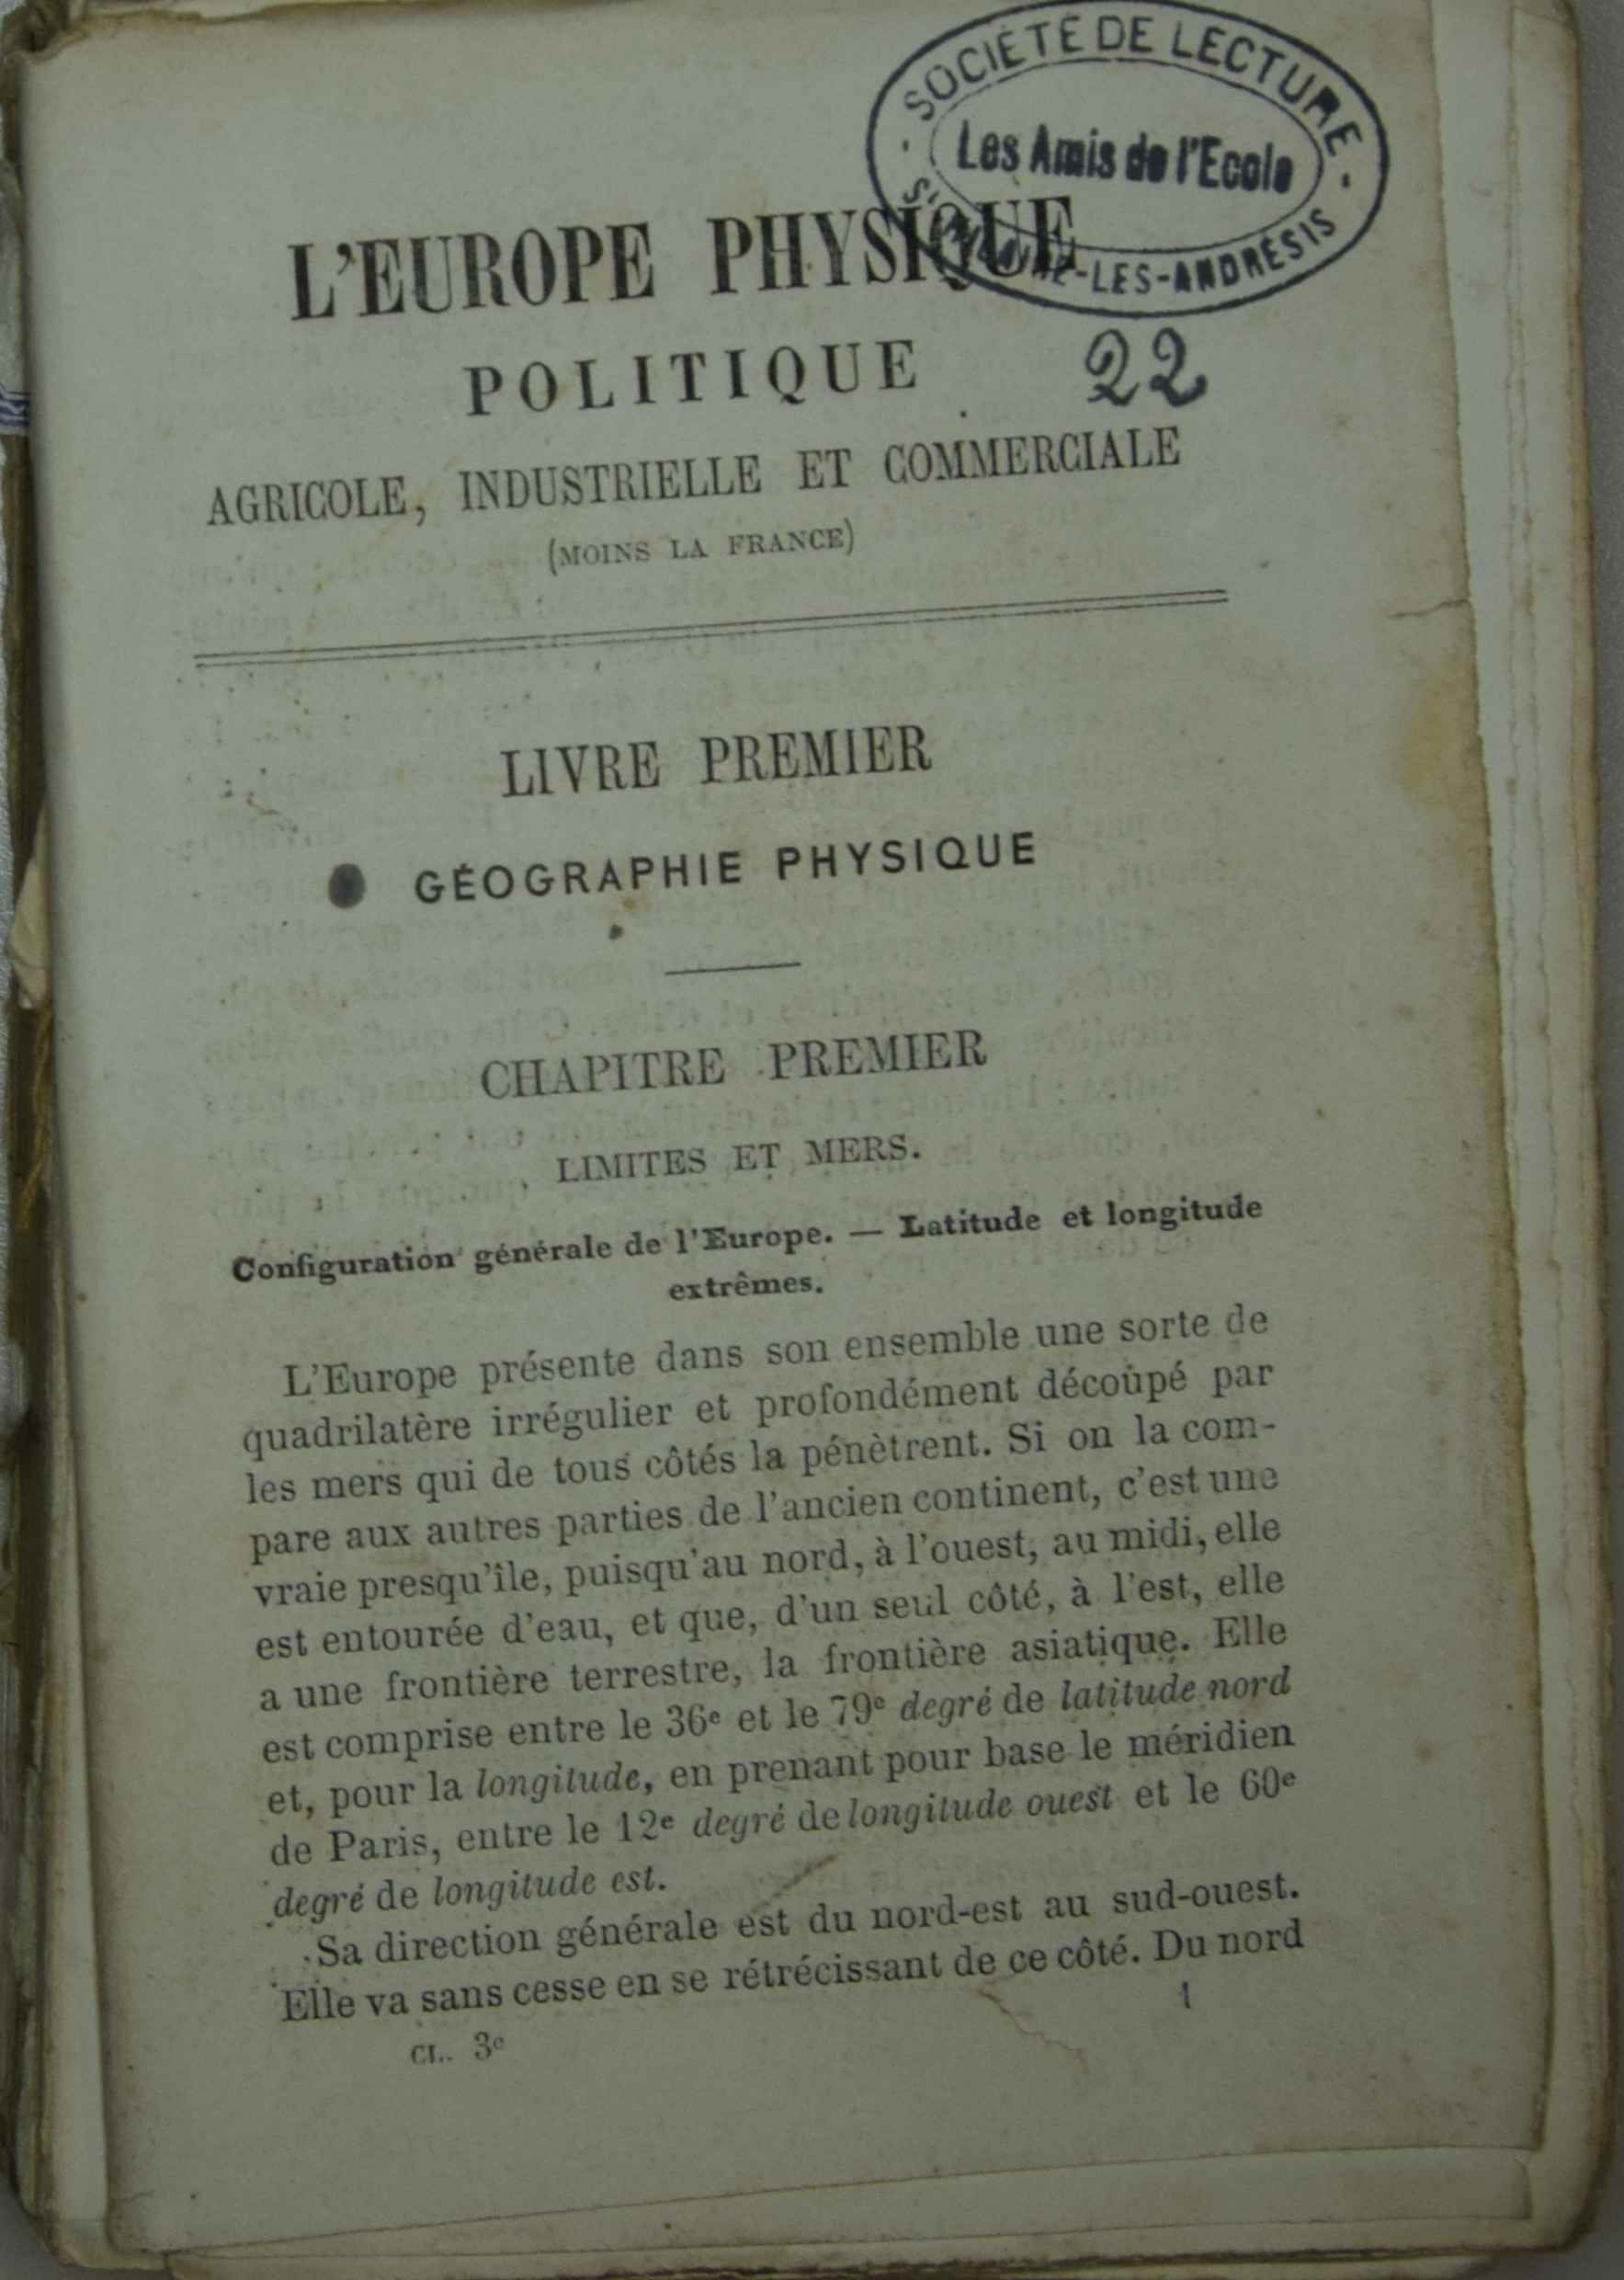 SOCIÉTÉ DE LECTURE
Les Amis de l'Ecole
-LES-ANDRÉSIS
L'EUROPE PHYSIQUE
POLITIQUE
22
AGRICOLE, INDUSTRIELLE ET COMMERCIALE
(MOINS LA FRANCE)
LIVRE PREMIER
GÉOGRAPHIE PHYSIQUE
CHAPITRE PREMIER
LIMITES ET MERS.
Configuration générale de l'Europe. — Latitude et longitude
extrêmes.
L'Europe présente dans son ensemble une sorte de
quadrilatère irrégulier et profondément découpé par
les mers qui de tous côtés la pénètrent. Si on la com-
pare aux autres parties de l'ancien continent, c'est une
vraie presqu'île, puisqu'au nord, à l'ouest, au midi, elle
est entourée d'eau, et que, d'un seul côté, à l'est, elle
a une frontière terrestre, la frontière asiatique. Elle
est comprise entre le 36e et le 79e degré de latitude nord
et, pour la longitude, en prenant pour base le méridien
de Paris, entre le 12e degré de longitude ouest et le 60e
degré de longitude est.
Sa direction générale est du nord-est au sud-ouest.
Elle va sans cesse en se rétrécissant de ce côté. Du nord
CL. 3e
1